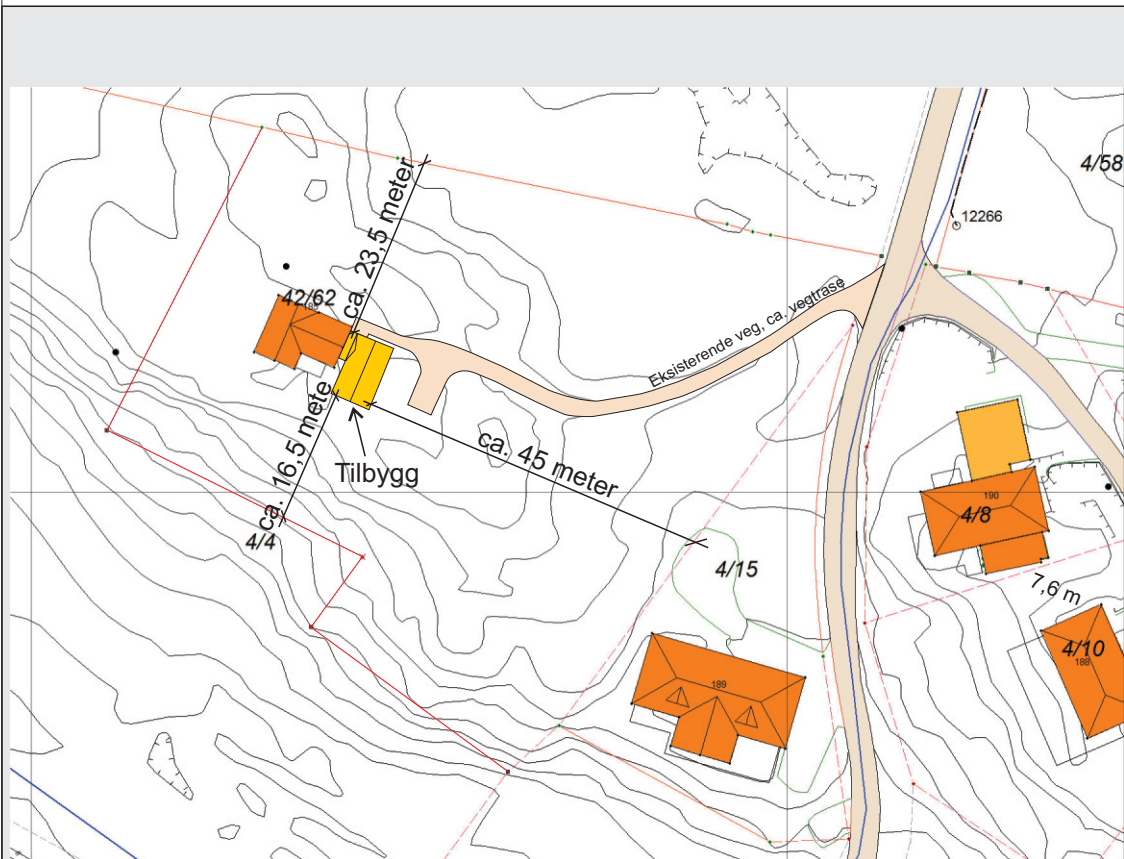 4/58
12266
ca. 23,5 meter
42/62
Eksisterende veg, ca. vegtrase
ca. 16,5 mete
Tilbygg
ca. 45 meter
4/4
190
4/8
4/15
7,6 m
4/10
188
189